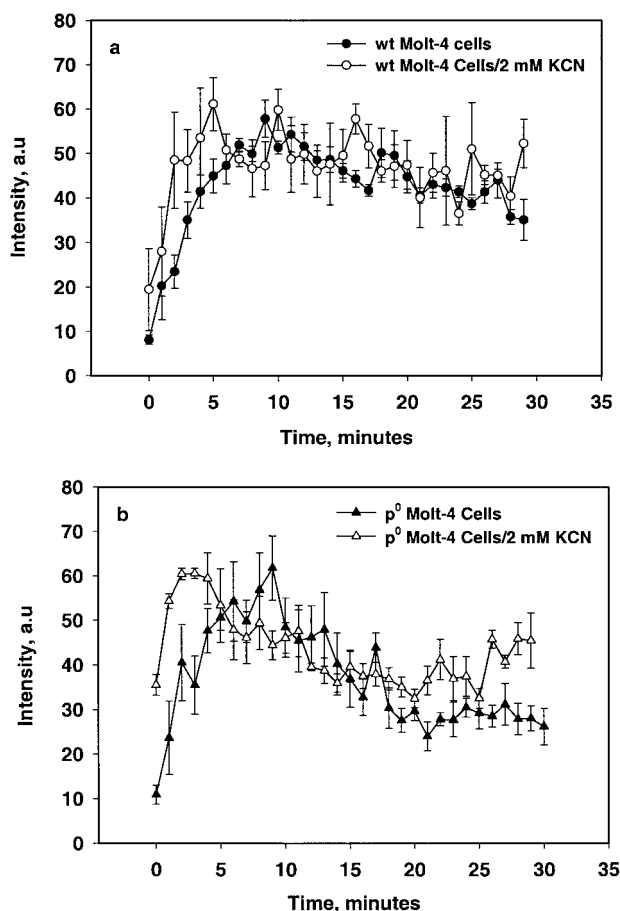 a
wt Molt-4 cells
wt Molt-4 Cells/2 mM KCN
80
70
60
50
40
30
20
10
0
Intensity, a.u
0 5 10 15 20 25 30 35
Time, minutes
b
p⁰ Molt-4 Cells
p⁰ Molt-4 Cells/2 mM KCN
80
70
60
50
40
30
20
10
0
Intensity, a.u
0 5 10 15 20 25 30 35
Time, minutes